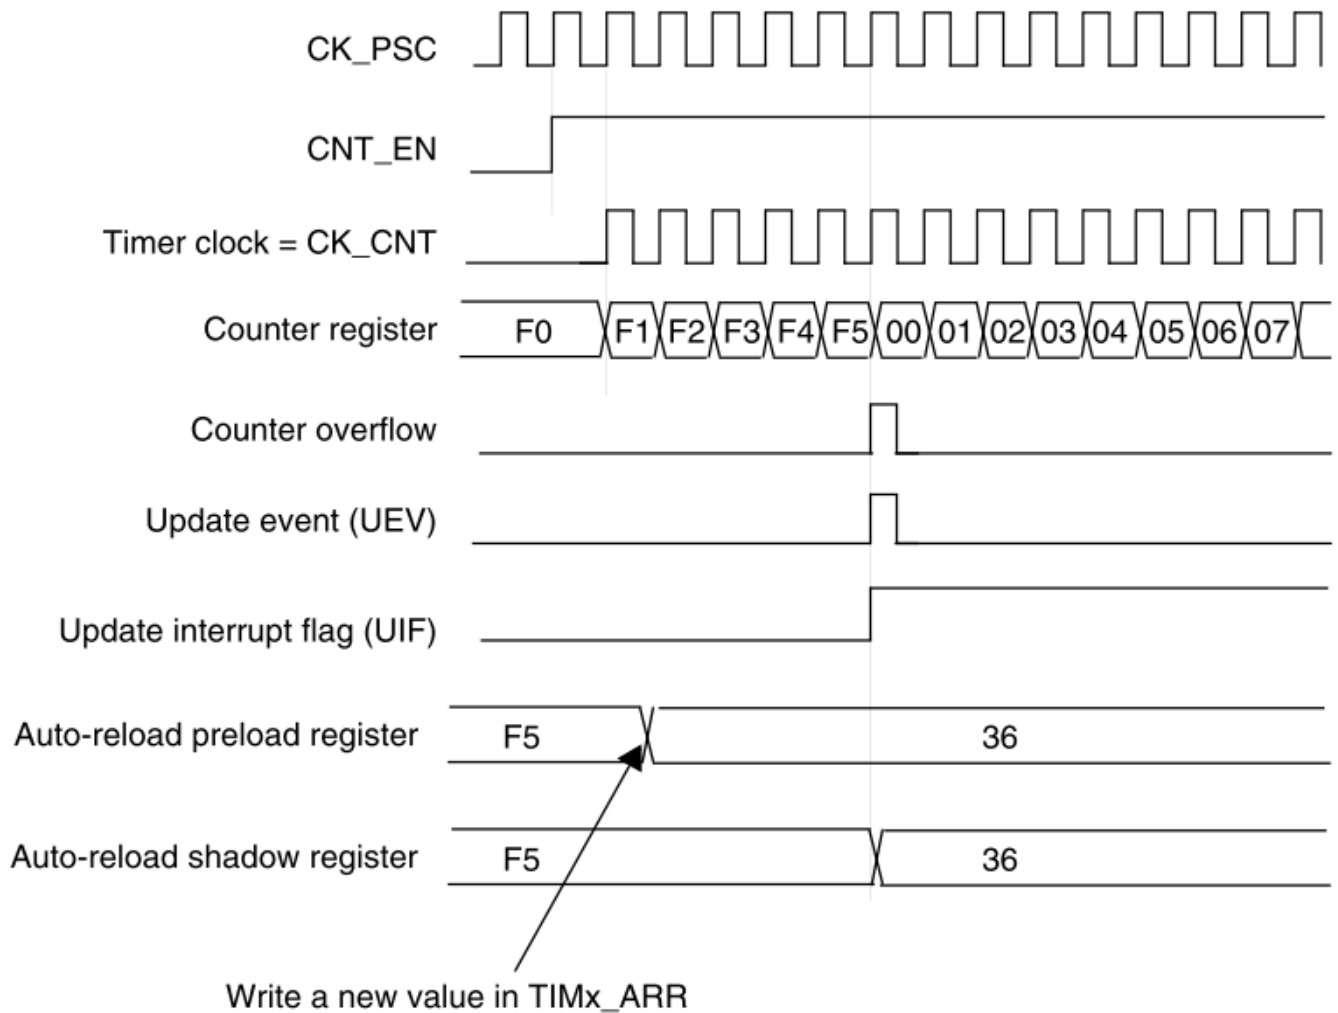 CK_PSC
CNT_EN
Timer clock = CK_CNT
Counter register F0 F1 F2 F3 F4 F5 00 01 02 03 04 05 06 07
Counter overflow
Update event (UEV)
Update interrupt flag (UIF)
Auto-reload preload register F5 36
Auto-reload shadow register F5 36
Write a new value in TIMx_ARR